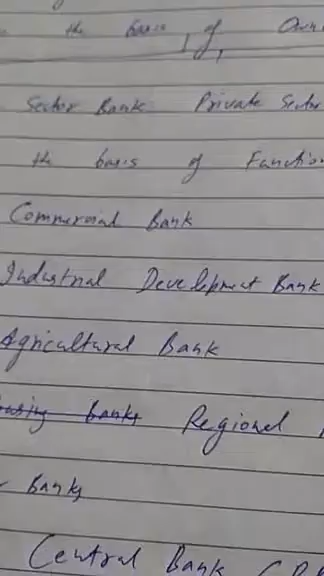 the basis of Own
Sector Bank Private Sector
the basis of Function
Commercial Bank
Industrial Development Bank
Agricultural Bank
Banks Regional
Banks
Central Bank